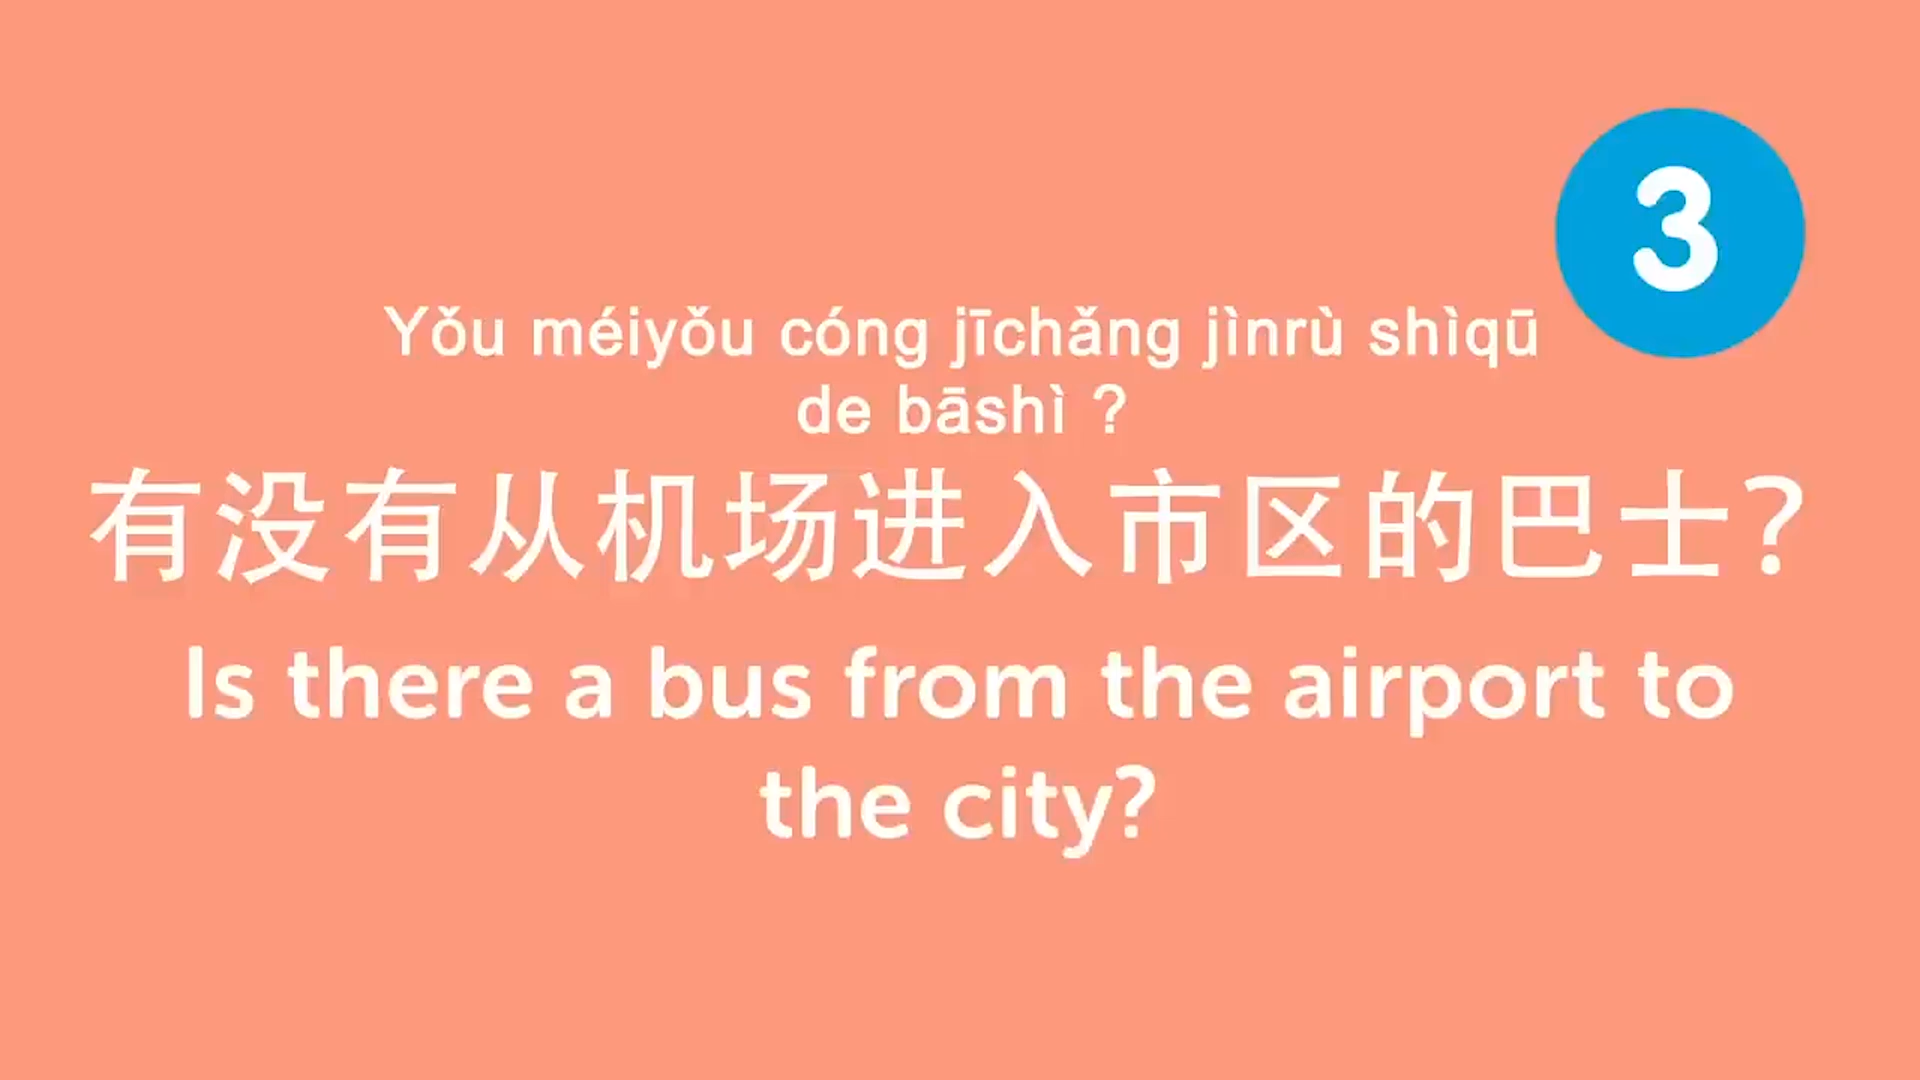 3
Yǒu méiyǒu cóng jīchǎng jìnrù shìqū
de bāshì ?
有没有从机场进入市区的巴士?
Is there a bus from the airport to
the city?